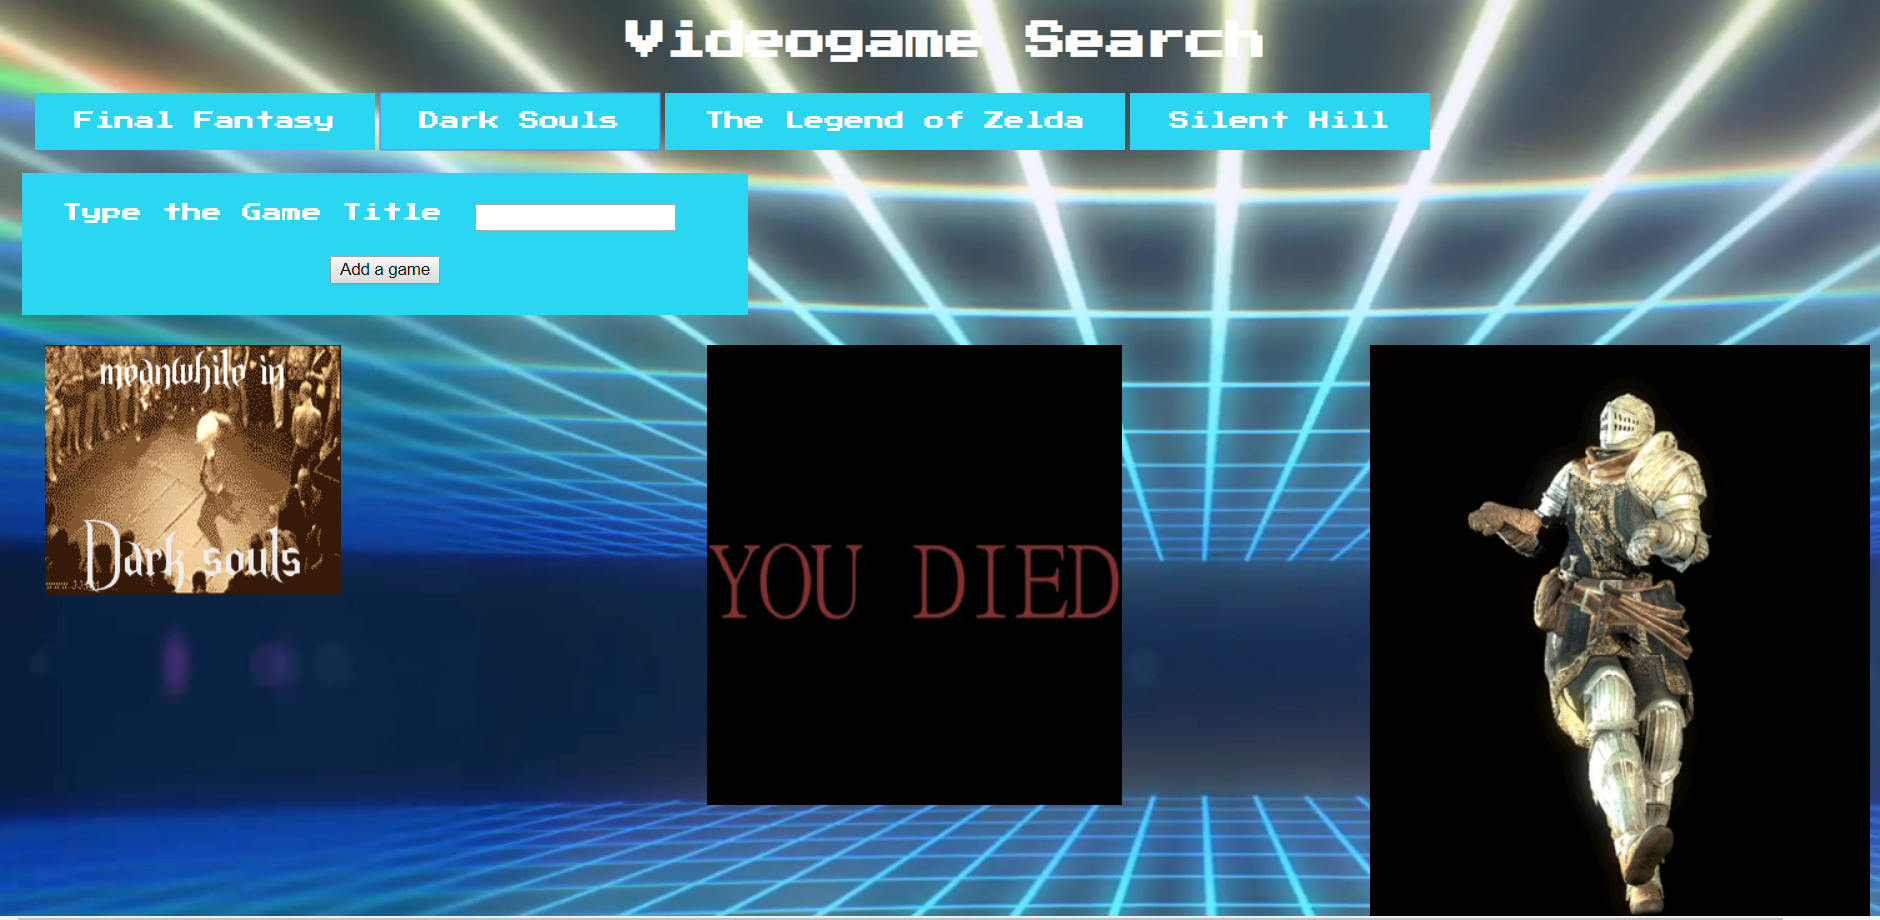 Videogame Search
Final Fantasy
Dark Souls
The Legend of Zelda
Silent Hill
Type the Game Title
Add a game
meanwhile in
Dark souls
YOU DIED